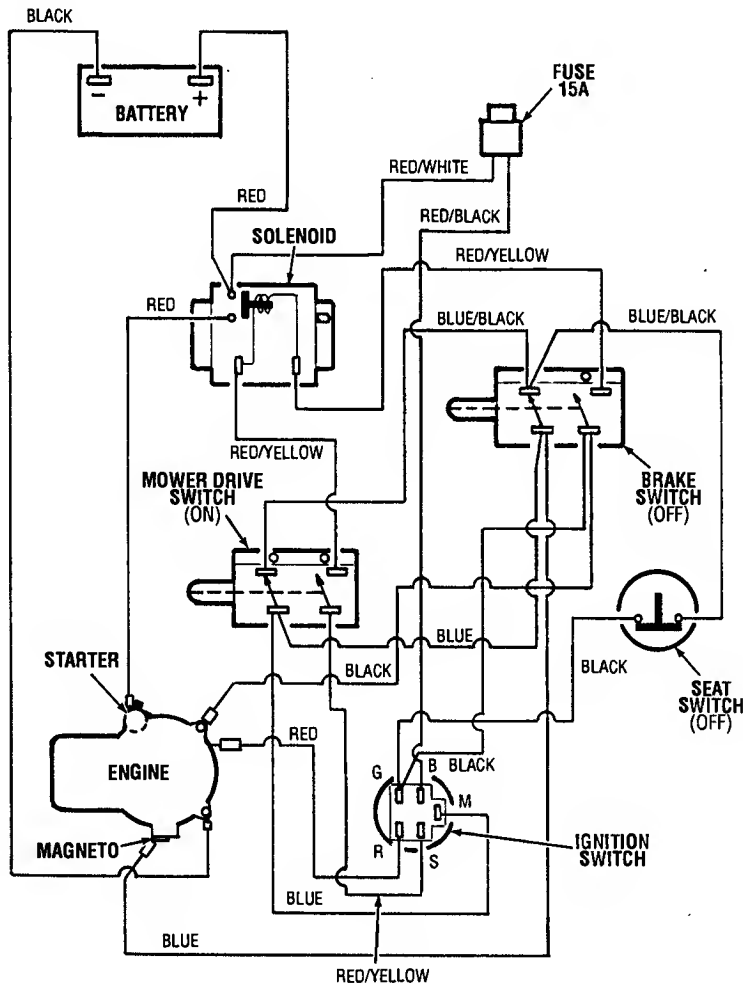 BLACK
FUSE
15A
-
+
BATTERY
RED/WHITE
RED
RED/BLACK
SOLENOID
RED/YELLOW
RED
BLUE/BLACK
BLUE/BLACK
RED/YELLOW
MOWER DRIVE
SWITCH
(ON)
BRAKE
SWITCH
(OFF)
BLUE
STARTER
BLACK
BLACK
SEAT
SWITCH
(OFF)
RED
ENGINE
G
B
BLACK
M
MAGNETO
R
S
IGNITION
SWITCH
BLUE
BLUE
RED/YELLOW